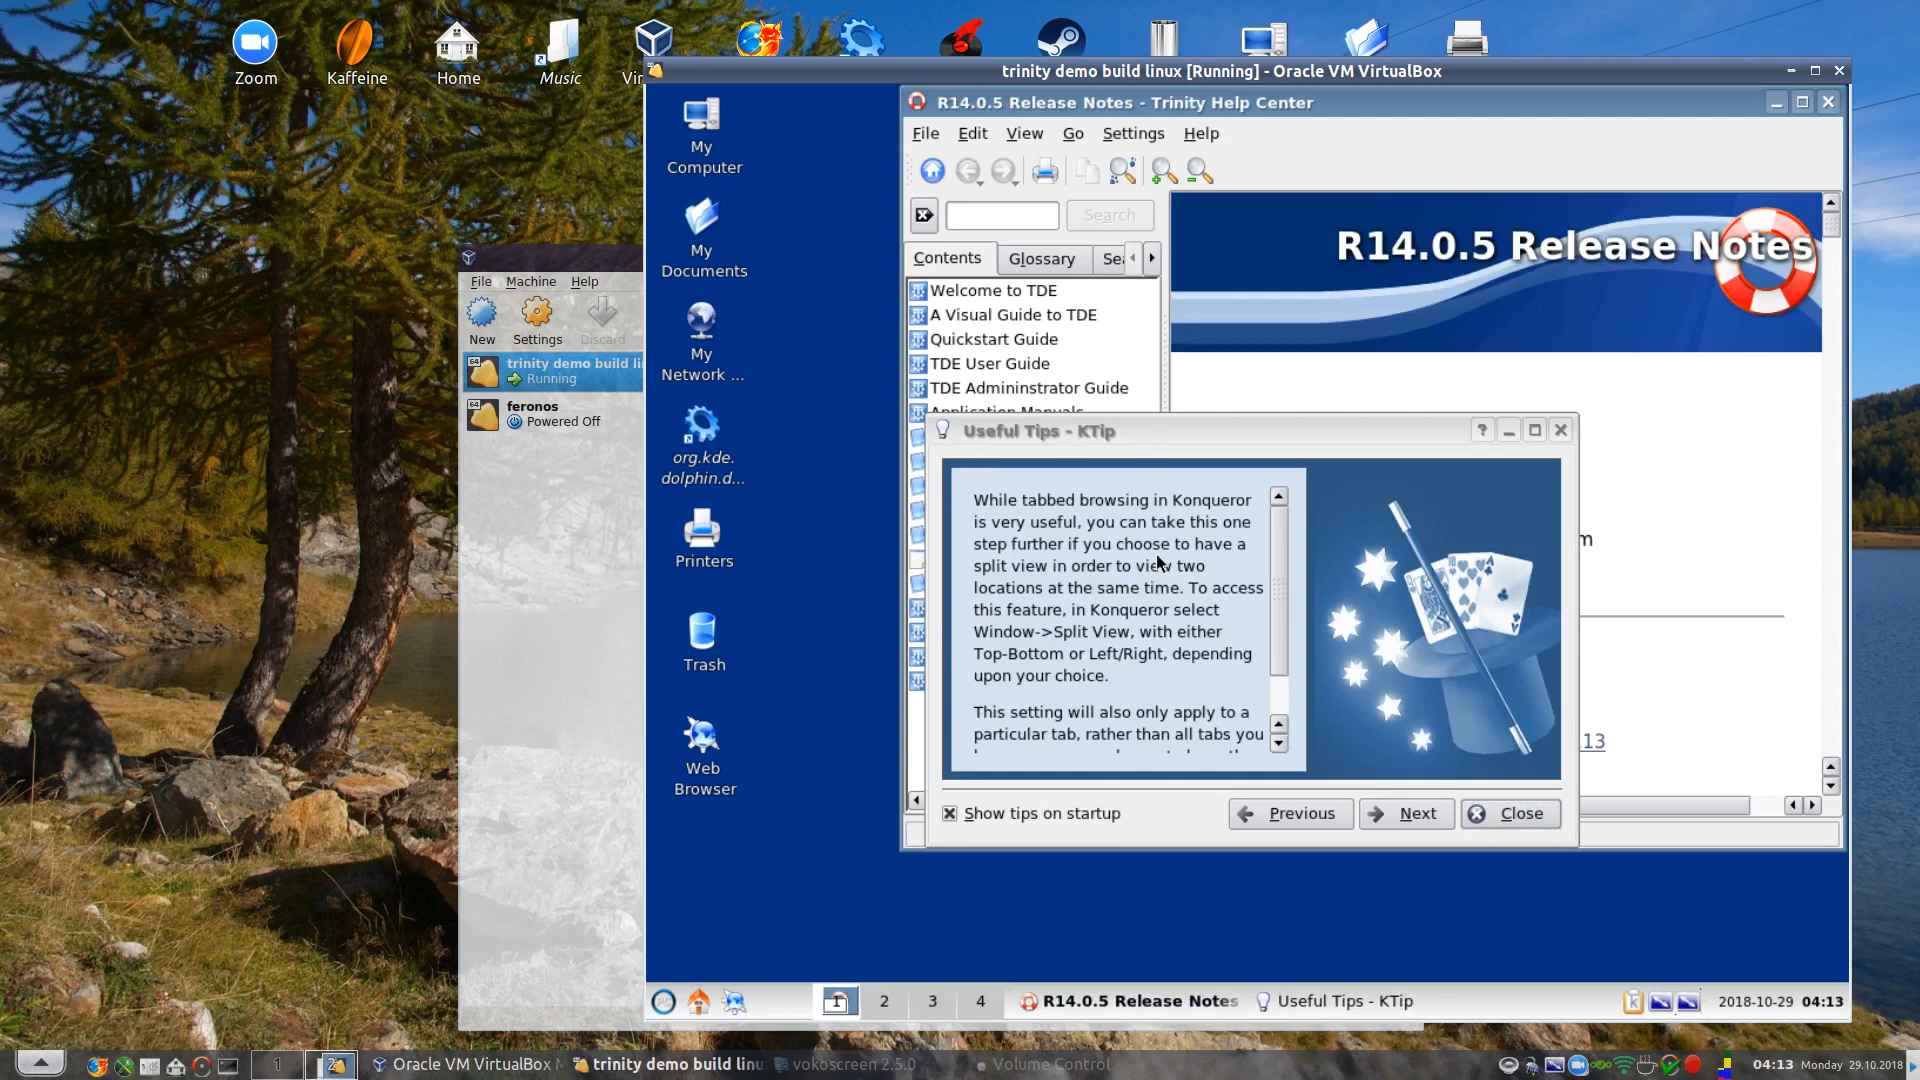 Zoom
Kaffeine
Home
Music
trinity demo build linux [Running] - Oracle VM VirtualBox
My Computer
My Documents
My Network ...
org.kde.dolphin.d...
Printers
Trash
Web Browser
R14.0.5 Release Notes - Trinity Help Center
File Edit View Go Settings Help
Search
Contents Glossary
R14.0.5 Release Notes
Welcome to TDE
A Visual Guide to TDE
Quickstart Guide
TDE User Guide
TDE Admininstrator Guide
Application Manuals
File Machine Help
New Settings Discard
64
trinity demo build li
Running
64
feronos
Powered Off
Useful Tips - KTip
While tabbed browsing in Konqueror
is very useful, you can take this one
step further if you choose to have a
split view in order to view two
locations at the same time. To access
this feature, in Konqueror select
Window->Split View, with either
Top-Bottom or Left/Right, depending
upon your choice.
This setting will also only apply to a
particular tab, rather than all tabs you
m
13
Show tips on startup
Previous Next Close
1 2 3 4 R14.0.5 Release Notes Useful Tips - KTip 2018-10-29 04:13
1 2 Oracle VM VirtualBox trinity demo build linu vokoscreen 2.5.0 Volume Control 04:13 Monday 29.10.2018